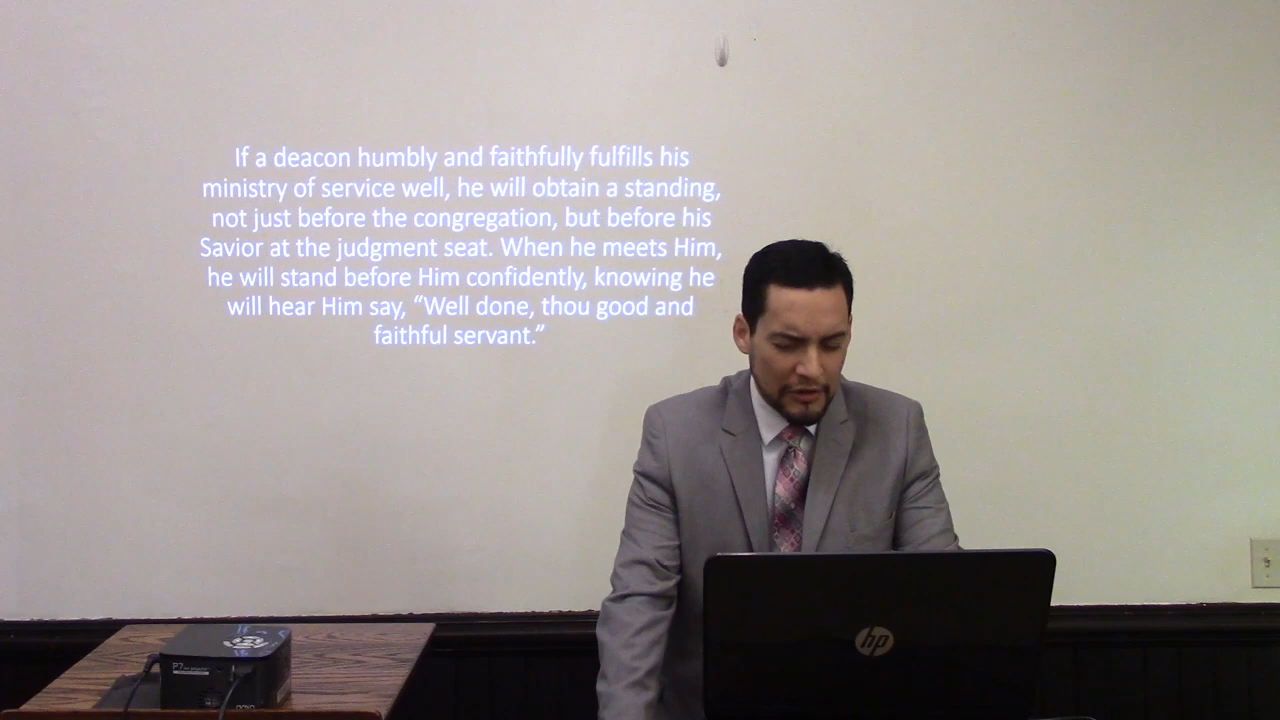 If a deacon humbly and faithfully fulfills his
ministry of service well, he will obtain a standing,
not just before the congregation, but before his
Savior at the judgment seat. When he meets Him,
he will stand before Him confidently, knowing he
will hear Him say, “Well done, thou good and
faithful servant.”
P7
hp